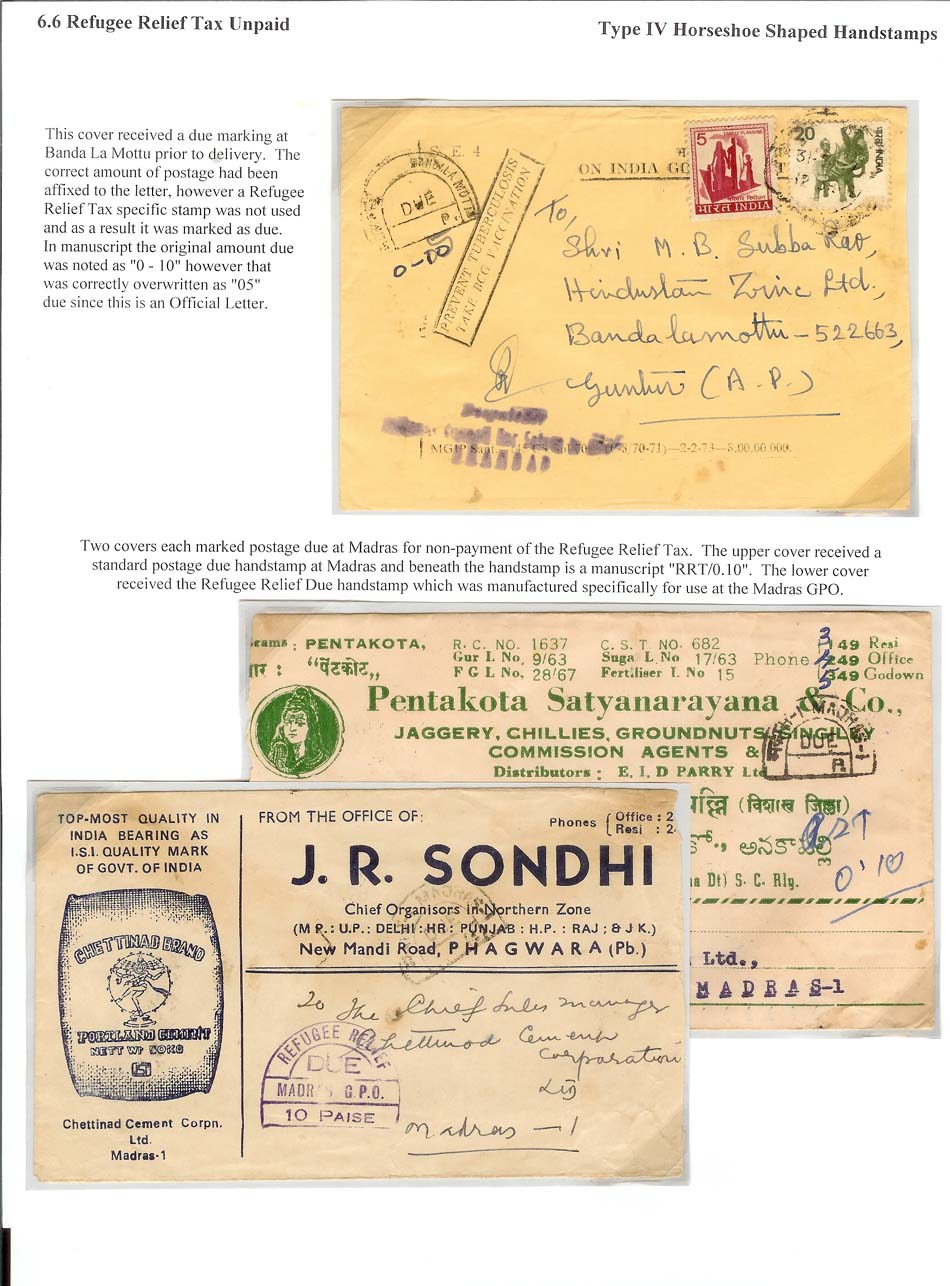 6.6 Refugee Relief Tax Unpaid
Type IV Horseshoe Shaped Handstamps
This cover received a due marking at
Banda La Mottu prior to delivery. The
correct amount of postage had been
affixed to the letter, however a Refugee
Relief Tax specific stamp was not used
and as a result it was marked as due.
In manuscript the original amount due
was noted as "0 - 10" however that
was correctly overwritten as "05"
due since this is an Official Letter.
S. E. 4
BANDA LA MOTTU
DUE
P.
PREVENT TUBERCULOSIS
TAKE BCG VACCINATION
ON INDIA GO
5
FAMILY PLANNING
भारत INDIA
20
भारत INDIA
To,
Shri M. B. Subba Rao,
Hindustan Zinc Ltd.,
Bandalamottu – 522663,
Guntur (A. P.)
(70-71)—2-2-73—8,00,00,000.
Two covers each marked postage due at Madras for non-payment of the Refugee Relief Tax. The upper cover received a
standard postage due handstamp at Madras and beneath the handstamp is a manuscript "RRT/0.10". The lower cover
received the Refugee Relief Due handstamp which was manufactured specifically for use at the Madras GPO.
rams : PENTAKOTA,
R. C. NO. 1637
C. S. T. NO. 682
3 149 Resi
ार : “पेंटकोट„
Gur L No. 9/63
Suga L No 17/63
Phone 4 249 Office
F G L No. 28/67
Fertiliser L No 15
5 349 Godown
Pentakota Satyanarayana & Co.,
JAGGERY, CHILLIES, GROUNDNUTS, SINGHLEY
COMMISSION AGENTS &
Distributors : E. I. D PARRY Ltd
MADRAS-1
DUE
P.
(विशाख जिल्ला)
అనకాపల్లి
0'10
a Dt) S. C. Rly.
Ltd.,
MADRAS-1
TOP-MOST QUALITY IN
INDIA BEARING AS
I.S.I. QUALITY MARK
OF GOVT. OF INDIA
CHETTINAD BRAND
PORTLAND CEMENT
NETT WT 50KG
Chettinad Cement Corpn.
Ltd.
Madras-1
FROM THE OFFICE OF:
Phones { Office : 2
Resi : 2
J. R. SONDHI
Chief Organisors in Northern Zone
(M P. : U.P. : DELHI : HR : PUNJAB : H.P. : RAJ ; & J K.)
New Mandi Road, PHAGWARA (Pb.)
To The Chief Sales manager
Chettinad Cement
Corporation
Ltd
Madras – 1
REFUGEE RELIEF
DUE
MADRAS G.P.O.
10 PAISE